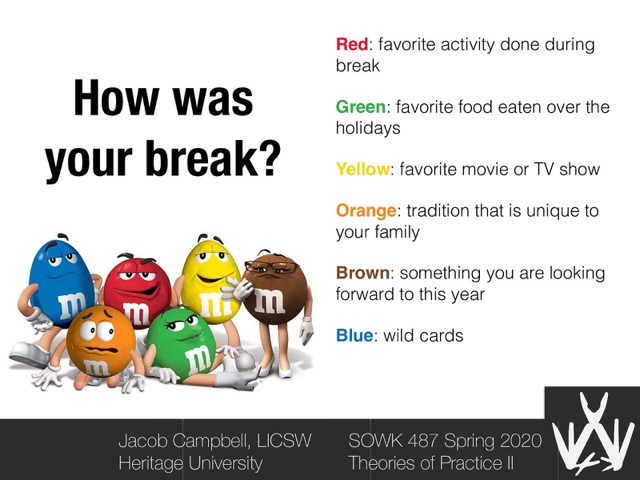 How was
your break?
Red: favorite activity done during
break
Green: favorite food eaten over the
holidays
Yellow: favorite movie or TV show
Orange: tradition that is unique to
your family
Brown: something you are looking
forward to this year
Blue: wild cards
m
m
m
m
m
Jacob Campbell, LICSW
Heritage University
SOWK 487 Spring 2020
Theories of Practice II